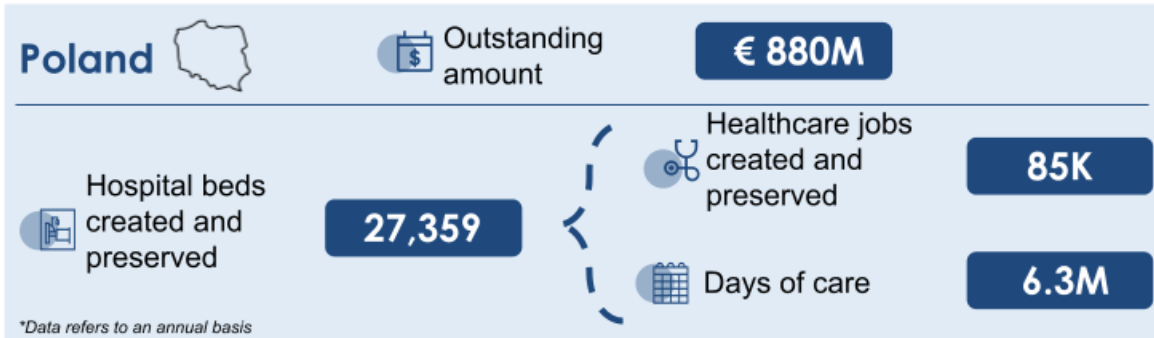 Poland
Outstanding
amount
€ 880M
Hospital beds
created and
preserved
27,359
Healthcare jobs
created and
preserved
85K
Days of care
6.3M
*Data refers to an annual basis